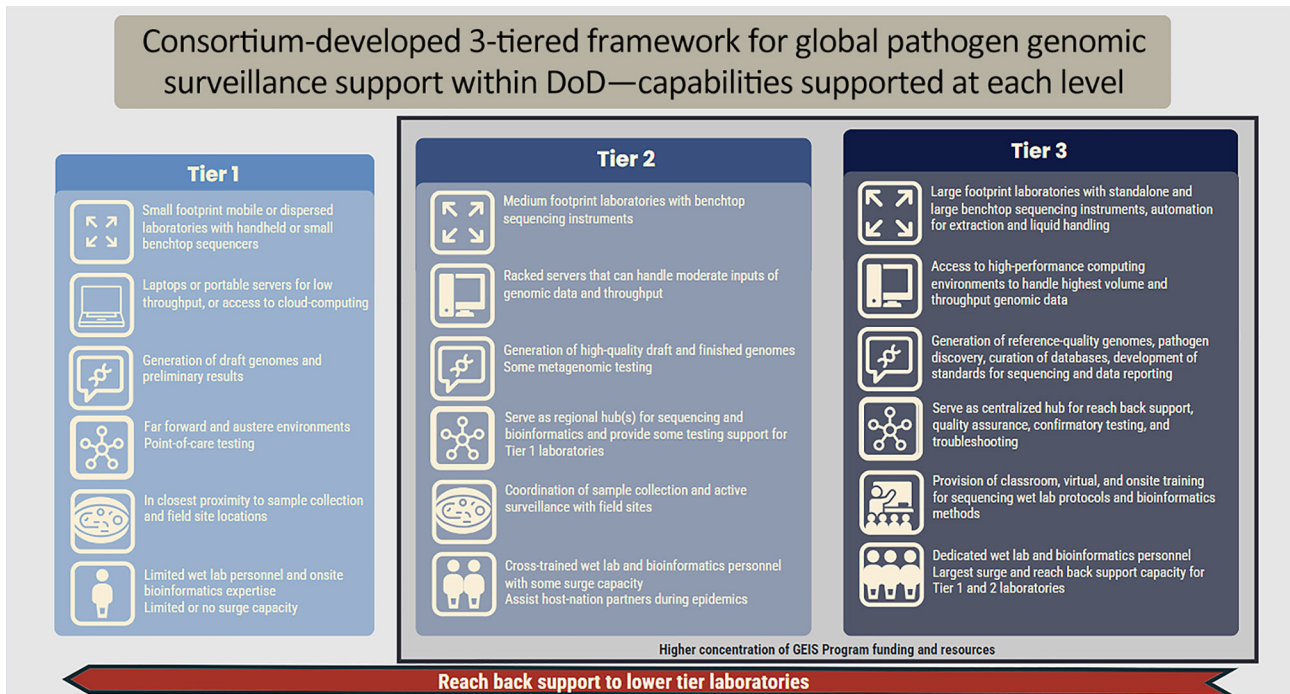 Consortium-developed 3-tiered framework for global pathogen genomic
surveillance support within DoD—capabilities supported at each level
Tier 1
Small footprint mobile or dispersed
laboratories with handheld or small
benchtop sequencers
Laptops or portable servers for low
throughput, or access to cloud-computing
Generation of draft genomes and
preliminary results
Far forward and austere environments
Point-of-care testing
In closest proximity to sample collection
and field site locations
Limited wet lab personnel and onsite
bioinformatics expertise
Limited or no surge capacity
Tier 2
Medium footprint laboratories with benchtop
sequencing instruments
Racked servers that can handle moderate inputs of
genomic data and throughput
Generation of high-quality draft and finished genomes
Some metagenomic testing
Serve as regional hub(s) for sequencing and
bioinformatics and provide some testing support for
Tier 1 laboratories
Coordination of sample collection and active
surveillance with field sites
Cross-trained wet lab and bioinformatics personnel
with some surge capacity
Assist host-nation partners during epidemics
Tier 3
Large footprint laboratories with standalone and
large benchtop sequencing instruments, automation
for extraction and liquid handling
Access to high-performance computing
environments to handle highest volume and
throughput genomic data
Generation of reference-quality genomes, pathogen
discovery, curation of databases, development of
standards for sequencing and data reporting
Serve as centralized hub for reach back support,
quality assurance, confirmatory testing, and
troubleshooting
Provision of classroom, virtual, and onsite training
for sequencing wet lab protocols and bioinformatics
methods
Dedicated wet lab and bioinformatics personnel
Largest surge and reach back support capacity for
Tier 1 and 2 laboratories
Higher concentration of GEIS Program funding and resources
Reach back support to lower tier laboratories